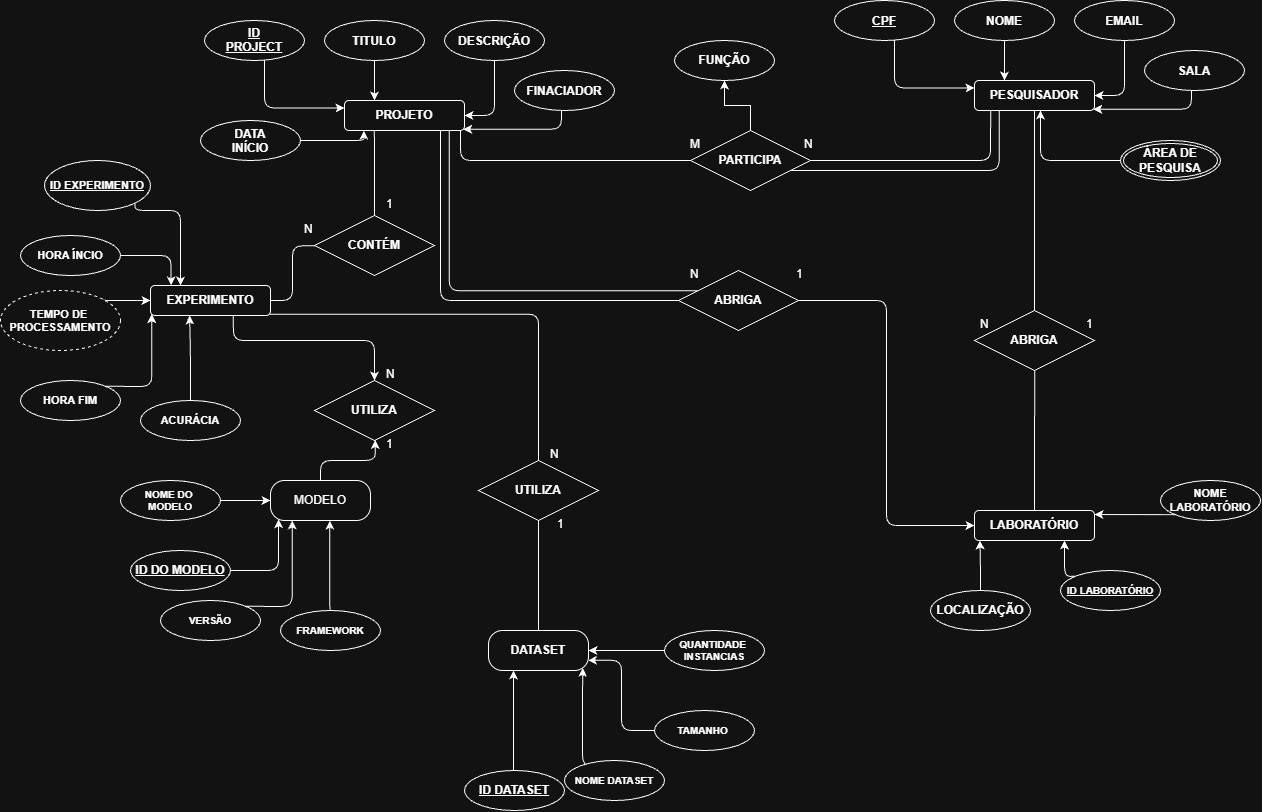 ID
PROJECT
TITULO
DESCRIÇÃO
CPF
NOME
EMAIL
FUNÇÃO
SALA
FINACIADOR
PROJETO
PESQUISADOR
DATA
INÍCIO
M
PARTICIPA
N
ÁREA DE
PESQUISA
ID EXPERIMENTO
1
N
CONTÉM
HORA ÍNCIO
N
1
ABRIGA
EXPERIMENTO
TEMPO DE
PROCESSAMENTO
N
1
ABRIGA
HORA FIM
ACURÁCIA
N
UTILIZA
1
N
UTILIZA
1
NOME DO
MODELO
MODELO
NOME
LABORATÓRIO
LABORATÓRIO
ID DO MODELO
VERSÃO
FRAMEWORK
LOCALIZAÇÃO
ID LABORATÓRIO
DATASET
QUANTIDADE
INSTANCIAS
TAMANHO
ID DATASET
NOME DATASET